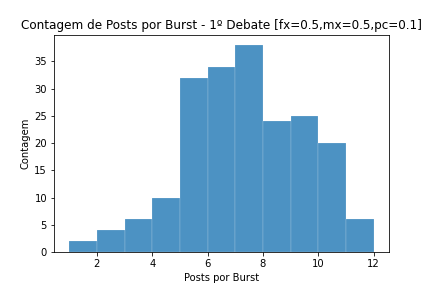 Contagem de Posts por Burst - 1º Debate [fx=0.5,mx=0.5,pc=0.1]
Contagem
35
30
25
20
15
10
5
0
2 4 6 8 10 12
Posts por Burst